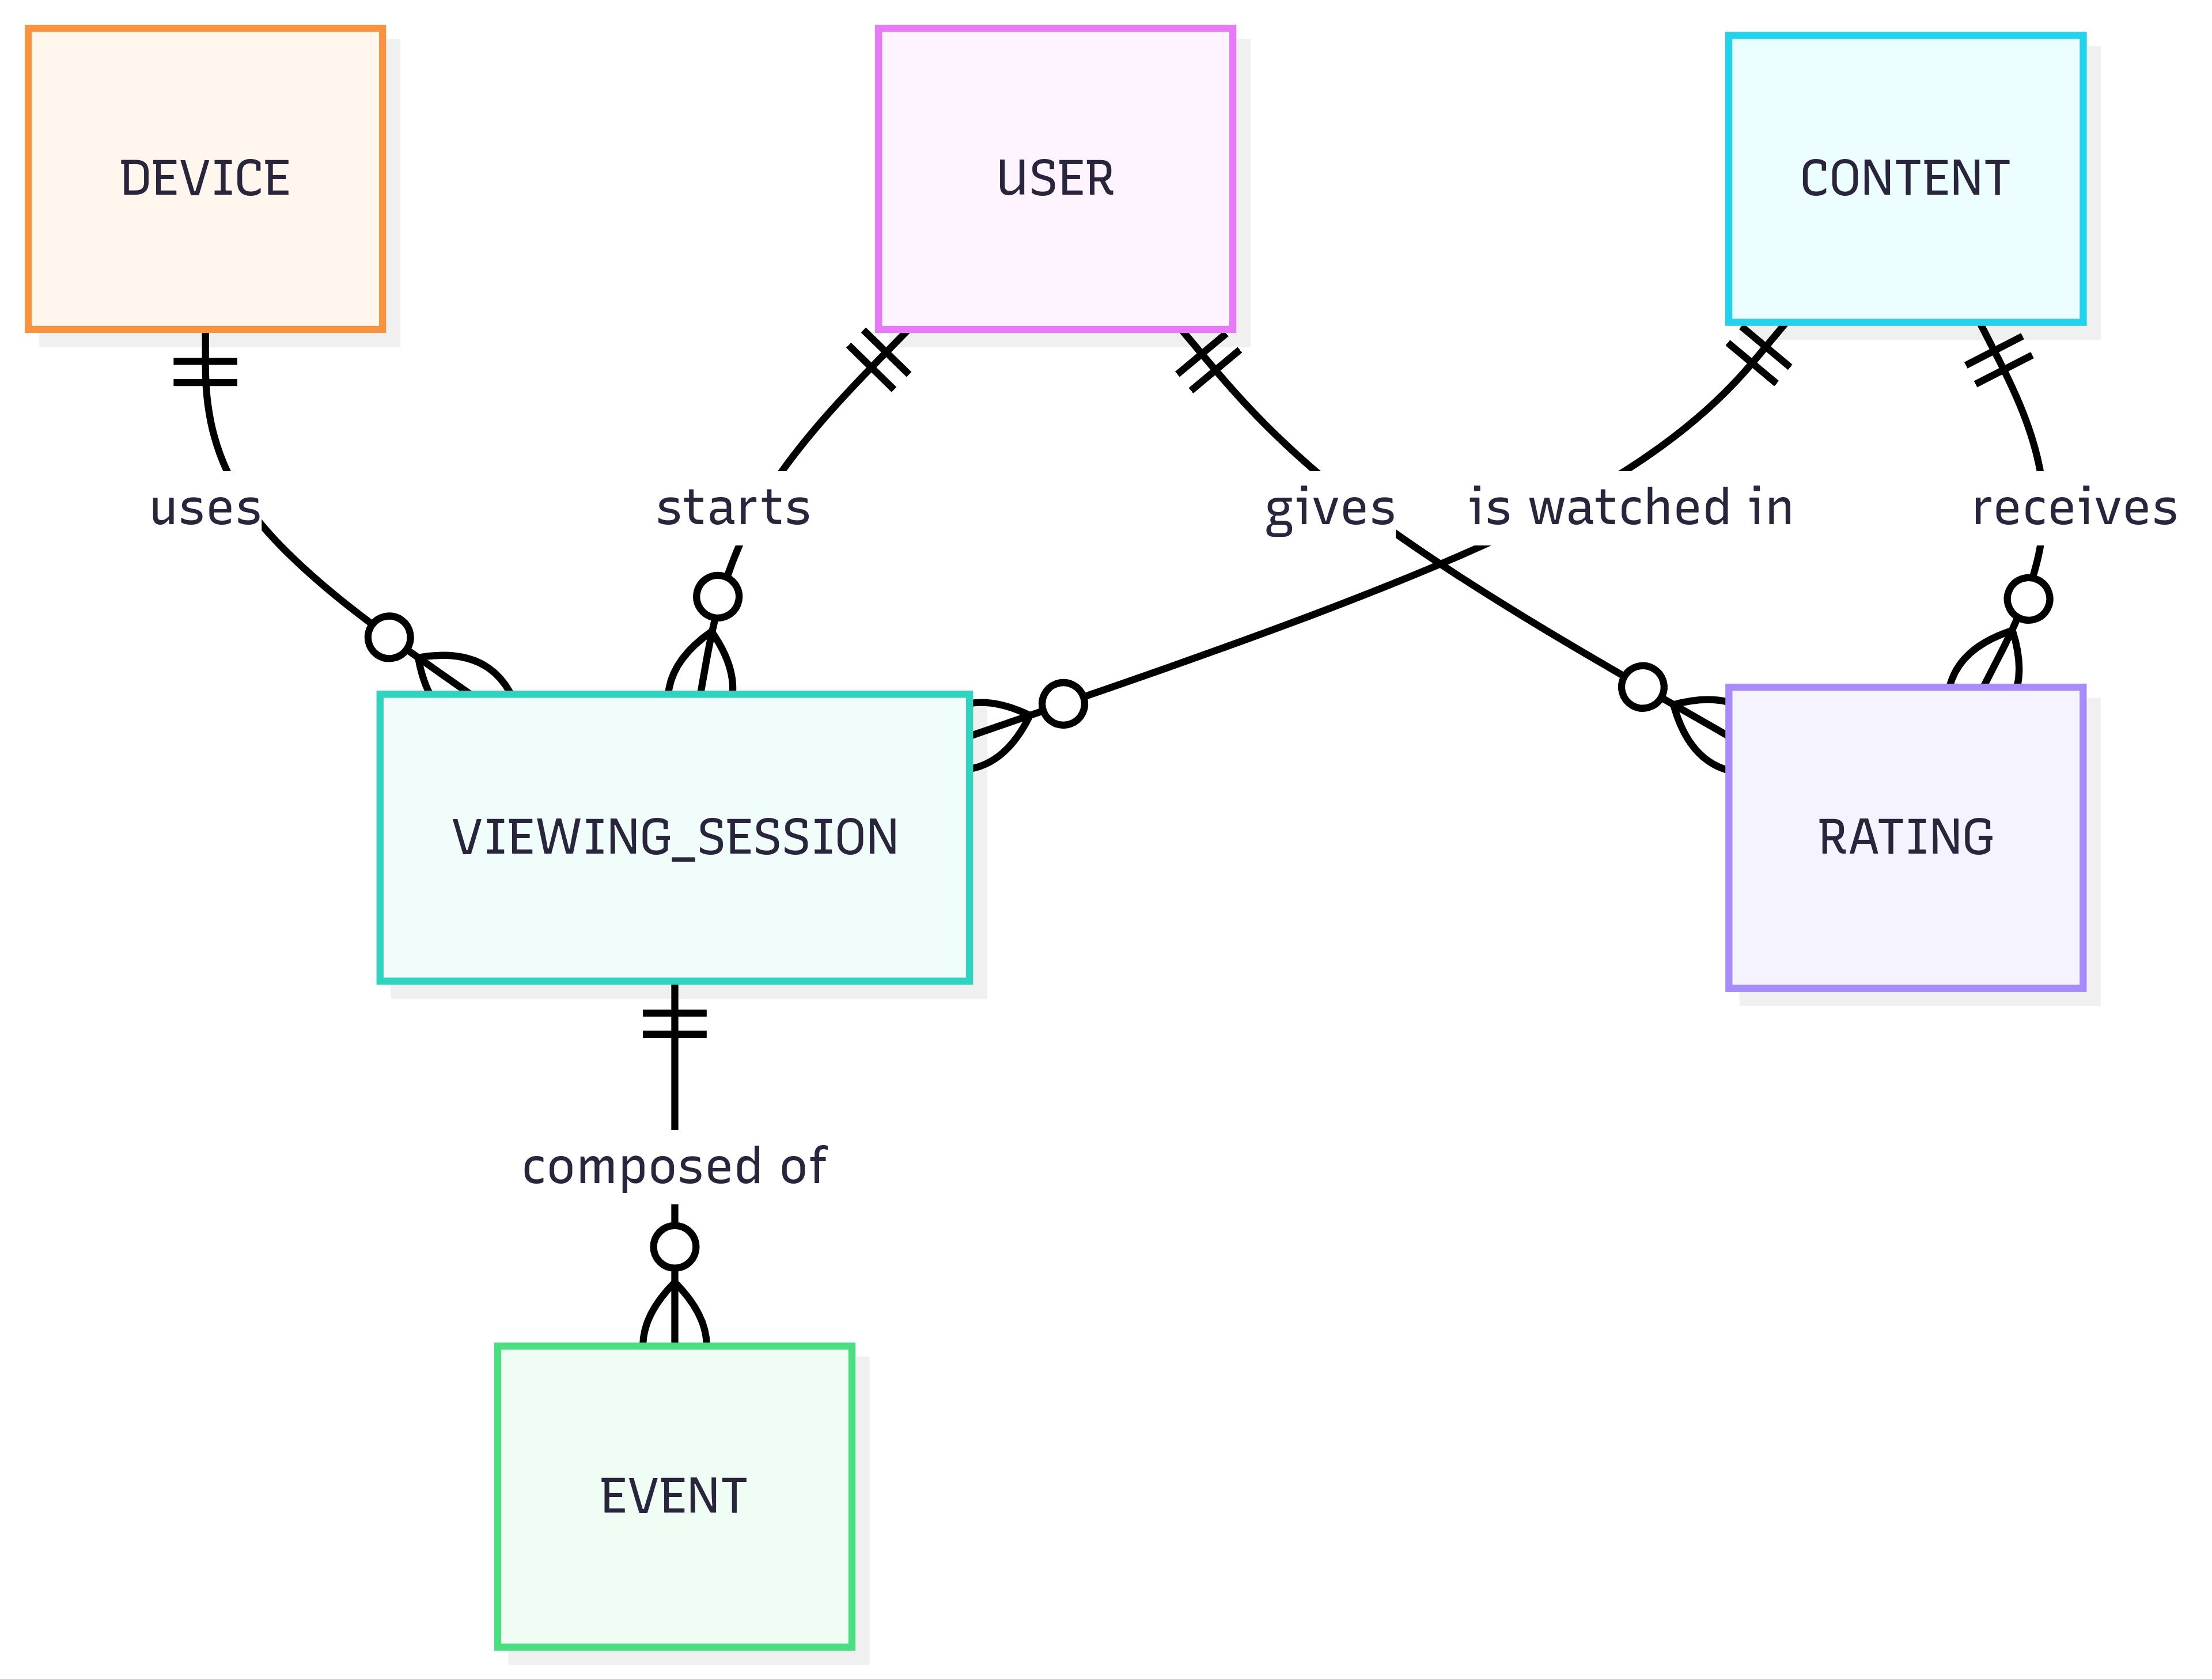 DEVICE
USER
CONTENT
uses
starts
gives
is watched in
receives
VIEWING_SESSION
RATING
composed of
EVENT